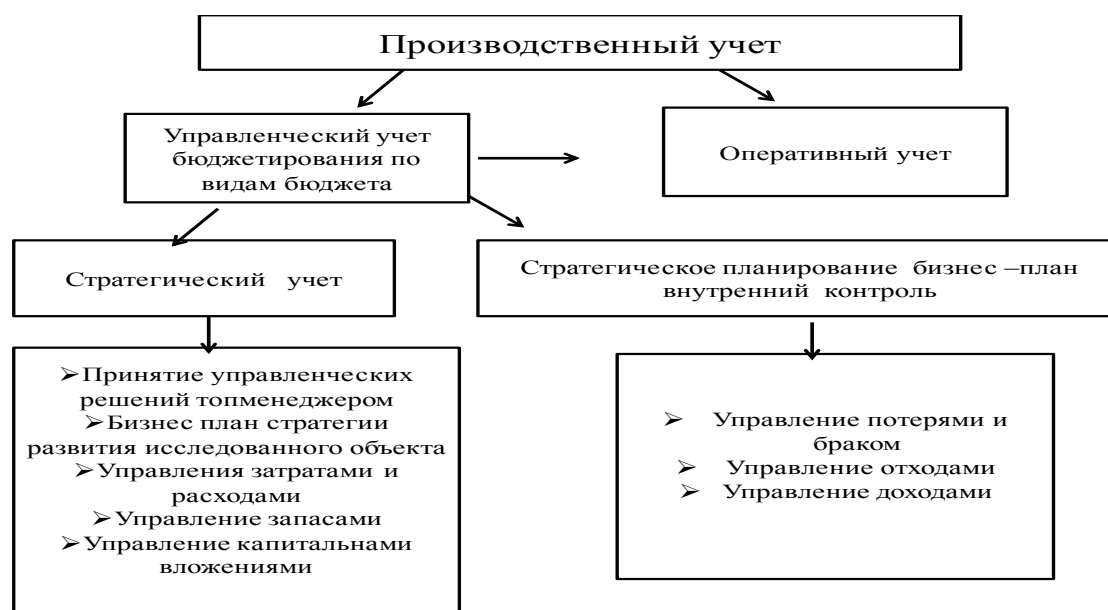 Производственный учет
Управленческий учет
бюджетирования по
видам бюджета
Оперативный учет
Стратегический учет
Стратегическое планирование бизнес –план
внутренний контроль
➢Принятие управленческих
решений топменеджером
➢Бизнес план стратегии
развития исследованного объекта
➢Управления затратами и
расходами
➢Управление запасами
➢Управление капитальнами
вложениями
➢ Управление потерями и
браком
➢ Управление отходами
➢ Управление доходами